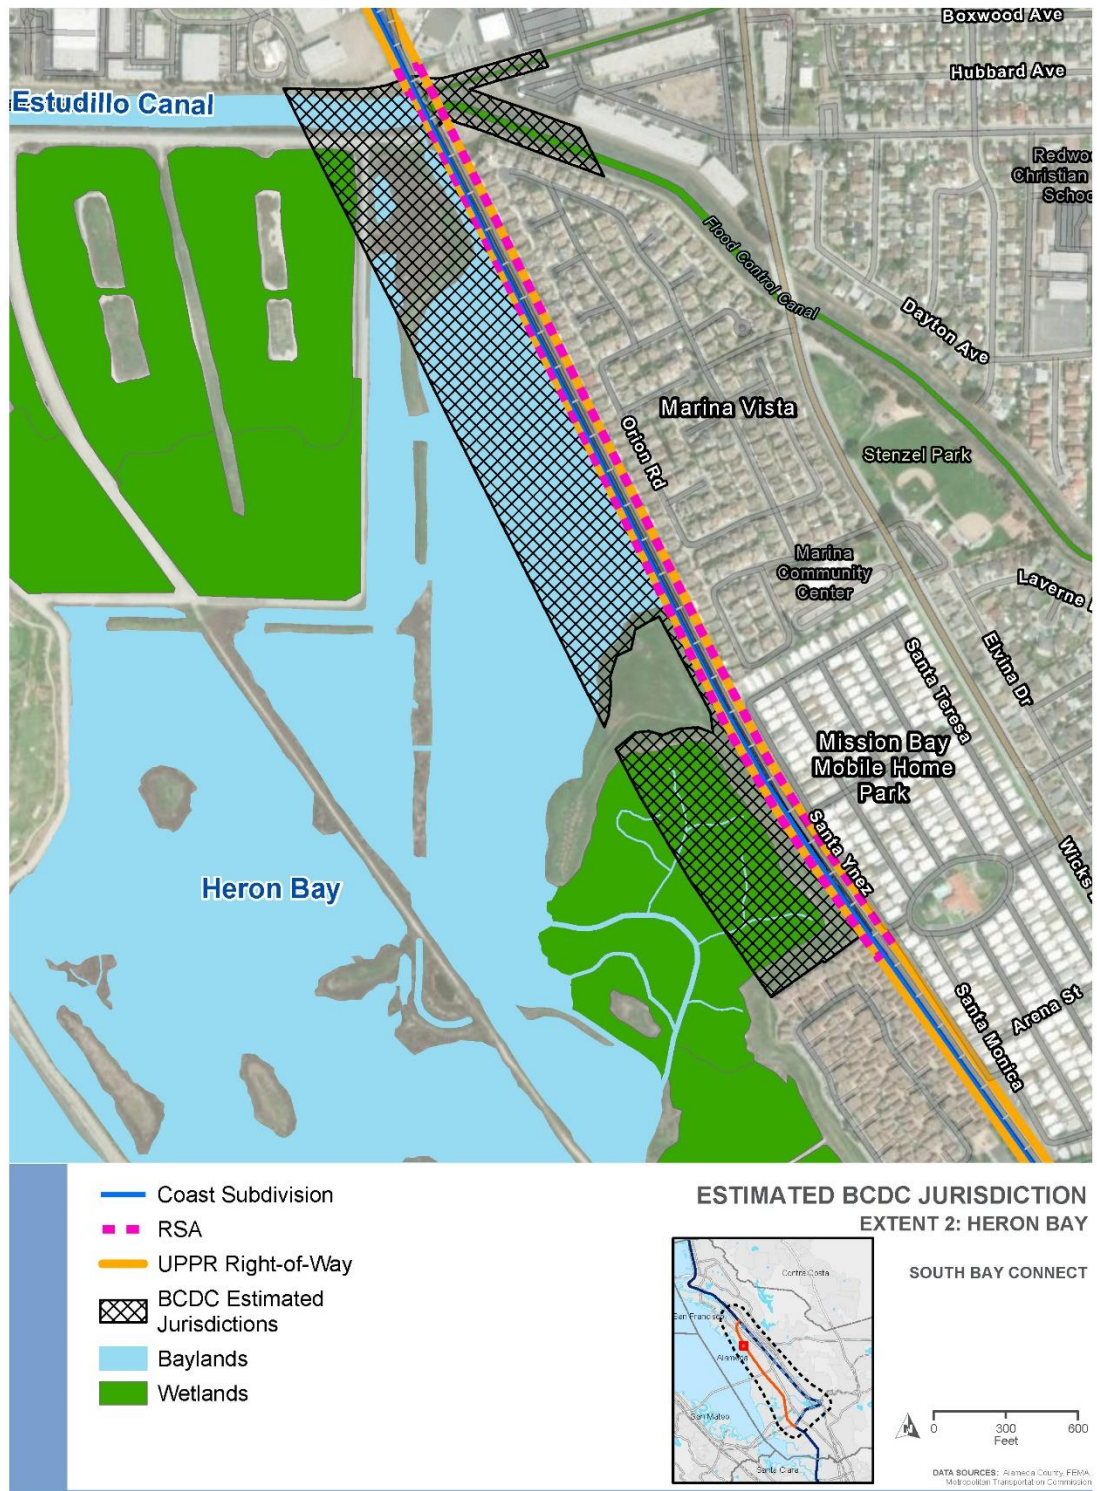 Boxwood Ave
Hubbard Ave
Estudillo Canal
Christian
Flood Control Canal
Dayton Ave
Marina Vista
Orion Rd
Stenzel Park
Marina
Community
Center
Laverne
Santa Teresa
Elvina Dr
Mission Bay
Mobile Home
Park
Santa Ynez
Wicks
Heron Bay
Santa Monica
Arena St
Coast Subdivision
RSA
UPPR Right-of-Way
BCDC Estimated
Jurisdictions
Baylands
Wetlands
ESTIMATED BCDC JURISDICTION
EXTENT 2: HERON BAY
SOUTH BAY CONNECT
Contra Costa
San Francisco
Alameda
San Mateo
Santa Clara
N
0 300 600
Feet
DATA SOURCES: Alameda County, FEMA,
Metropolitan Transportation Commission